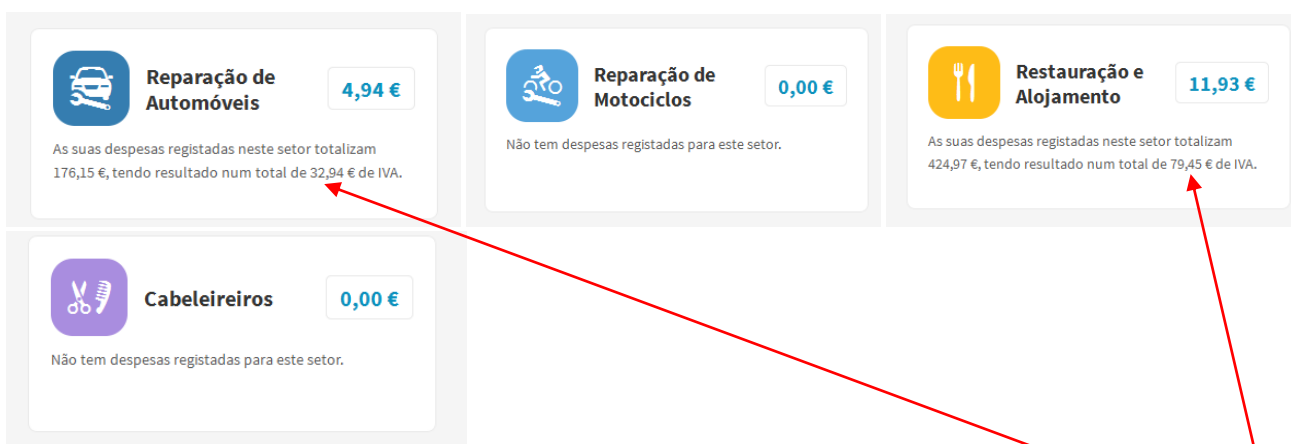 Reparação de
Automóveis
4,94 €
As suas despesas registadas neste setor totalizam
176,15 €, tendo resultado num total de 32,94 € de IVA.
Reparação de
Motociclos
0,00 €
Não tem despesas registadas para este setor.
Restauração e
Alojamento
11,93 €
As suas despesas registadas neste setor totalizam
424,97 €, tendo resultado num total de 79,45 € de IVA.
Cabeleireiros
0,00 €
Não tem despesas registadas para este setor.